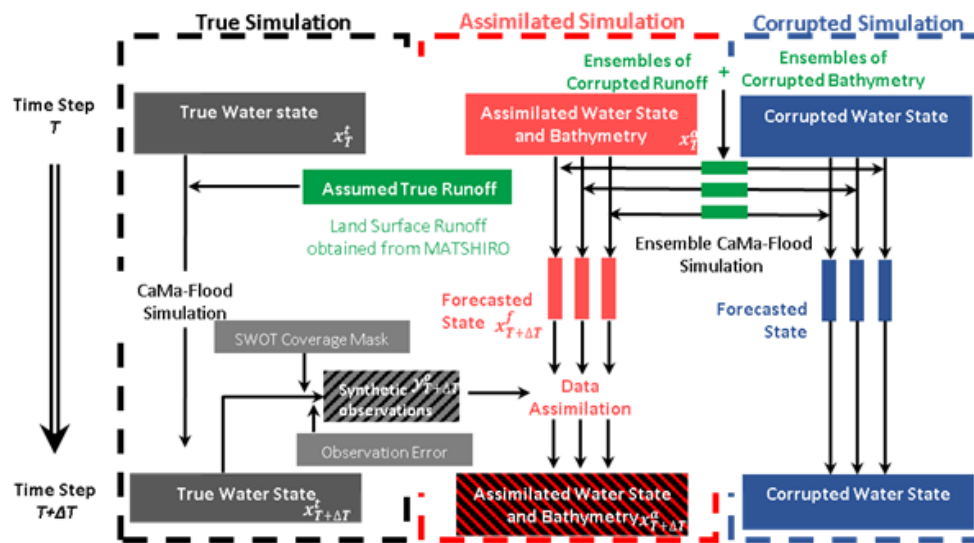 True Simulation
Assimilated Simulation
Corrupted Simulation
Ensembles of
Corrupted Runoff
+
Ensembles of
Corrupted Bathymetry
Time Step
T
True Water state
x_T^t
Assimilated Water State
and Bathymetry x_T^a
Corrupted Water State
Assumed True Runoff
Land Surface Runoff
obtained from MATSHIRO
Ensemble CaMa-Flood
Simulation
CaMa-Flood
Simulation
Forecasted
State x_{T+ΔT}^f
Forecasted
State
SWOT Coverage Mask
Synthetic y_{T+ΔT}^o
observations
Data
Assimilation
Observation Error
Time Step
T+ΔT
True Water State
x_{T+ΔT}^t
Assimilated Water State
and Bathymetry x_{T+ΔT}^a
Corrupted Water State